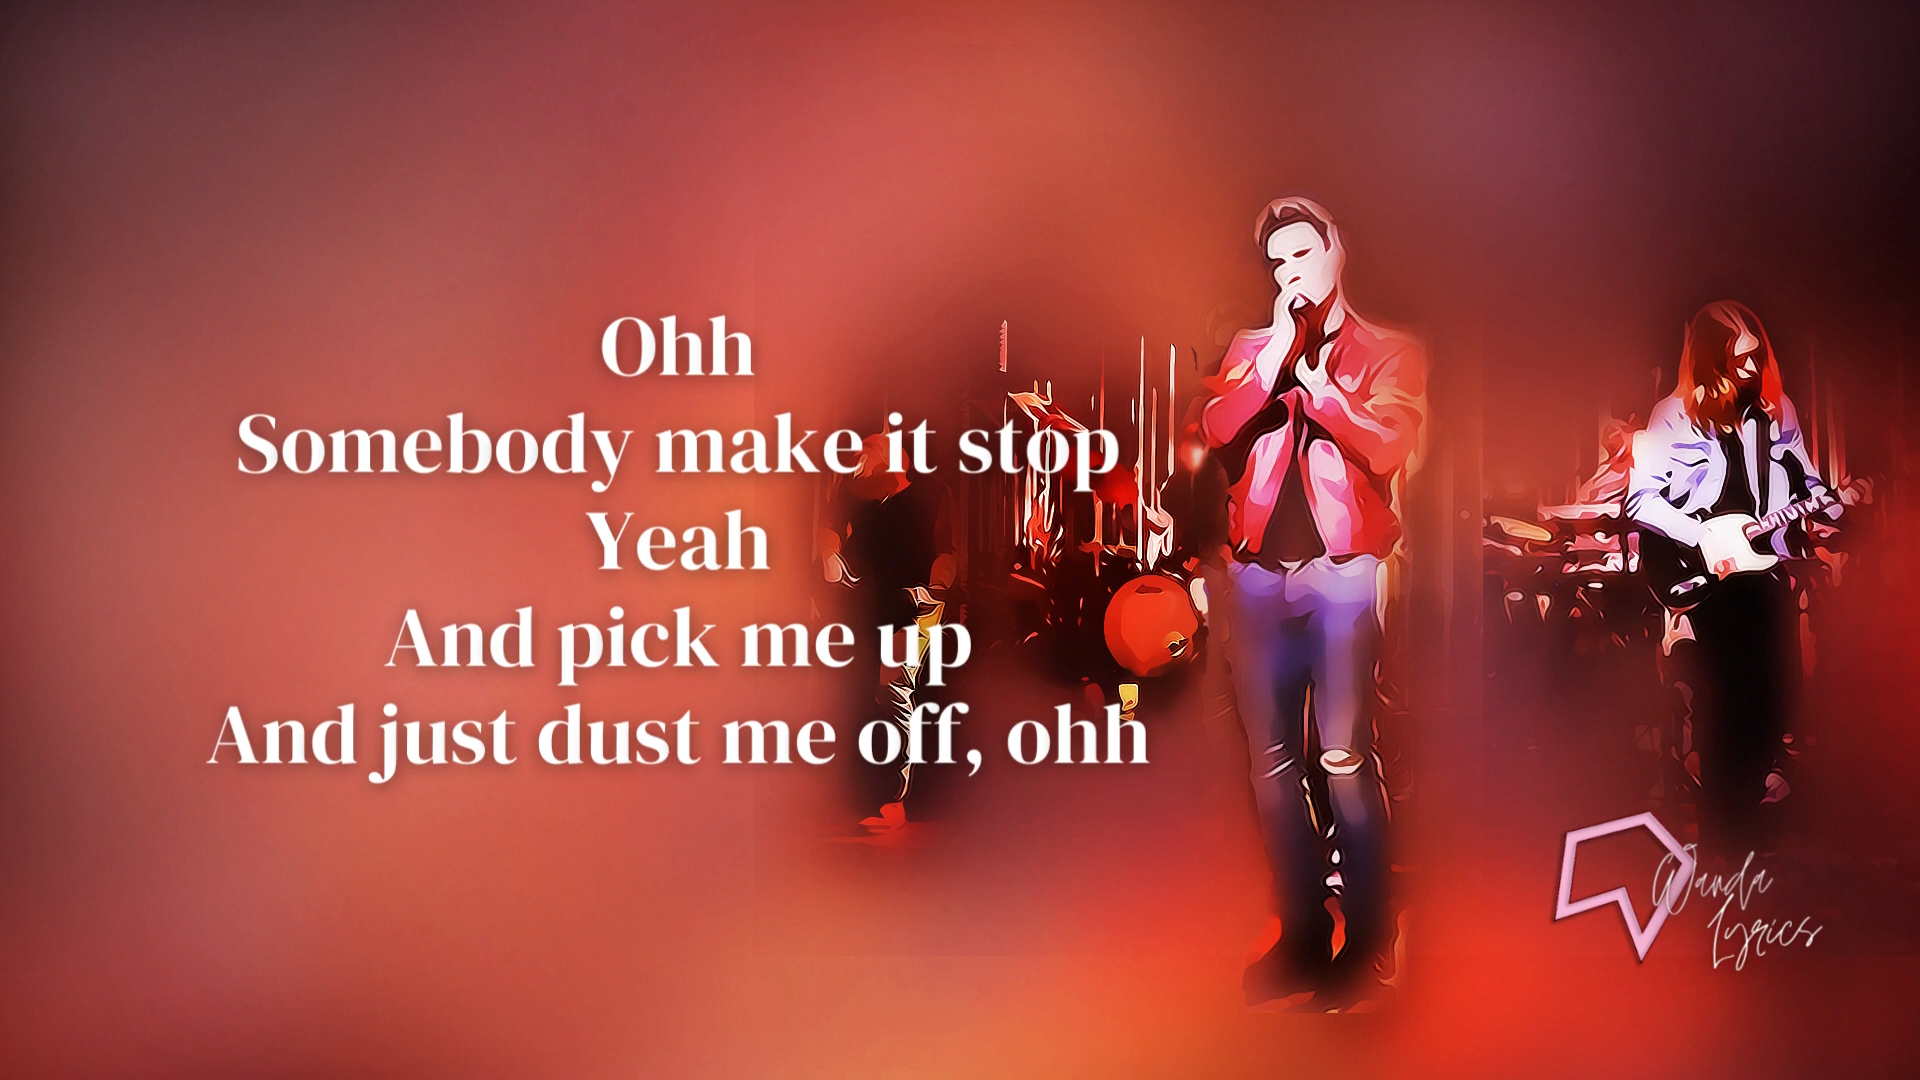 Ohh
Somebody make it stop
Yeah
And pick me up
And just dust me off, ohh
Wanda
Lyrics